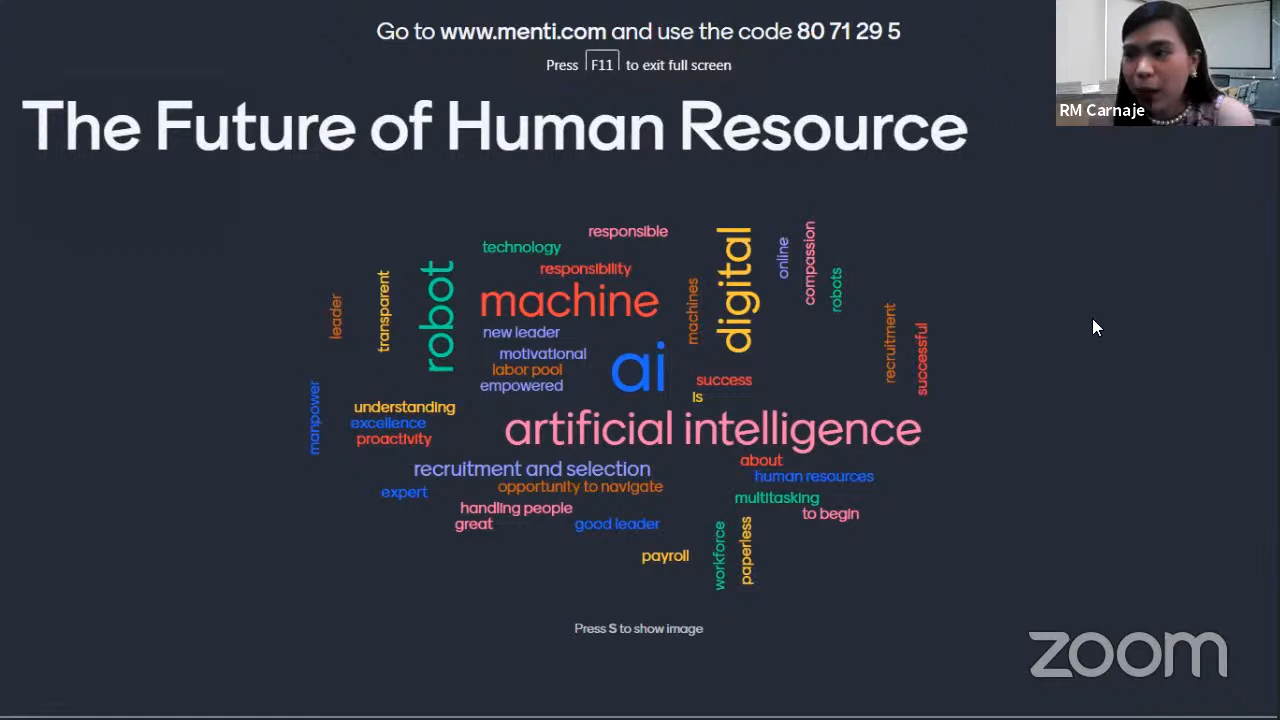 Go to www.menti.com and use the code 80 71 29 5
Press F11 to exit full screen
RM Carnaje
The Future of Human Resource
responsible
technology
responsibility
digital
online
compassion
robots
robot
machine
machines
transparent
leader
new leader
recruitment
successful
motivational
ai
labor pool
empowered
success
is
manpower
understanding
excellence
proactivity
artificial intelligence
recruitment and selection
about
human resources
expert
opportunity to navigate
multitasking
handling people
to begin
great
good leader
payroll
workforce
paperless
Press S to show image
zoom